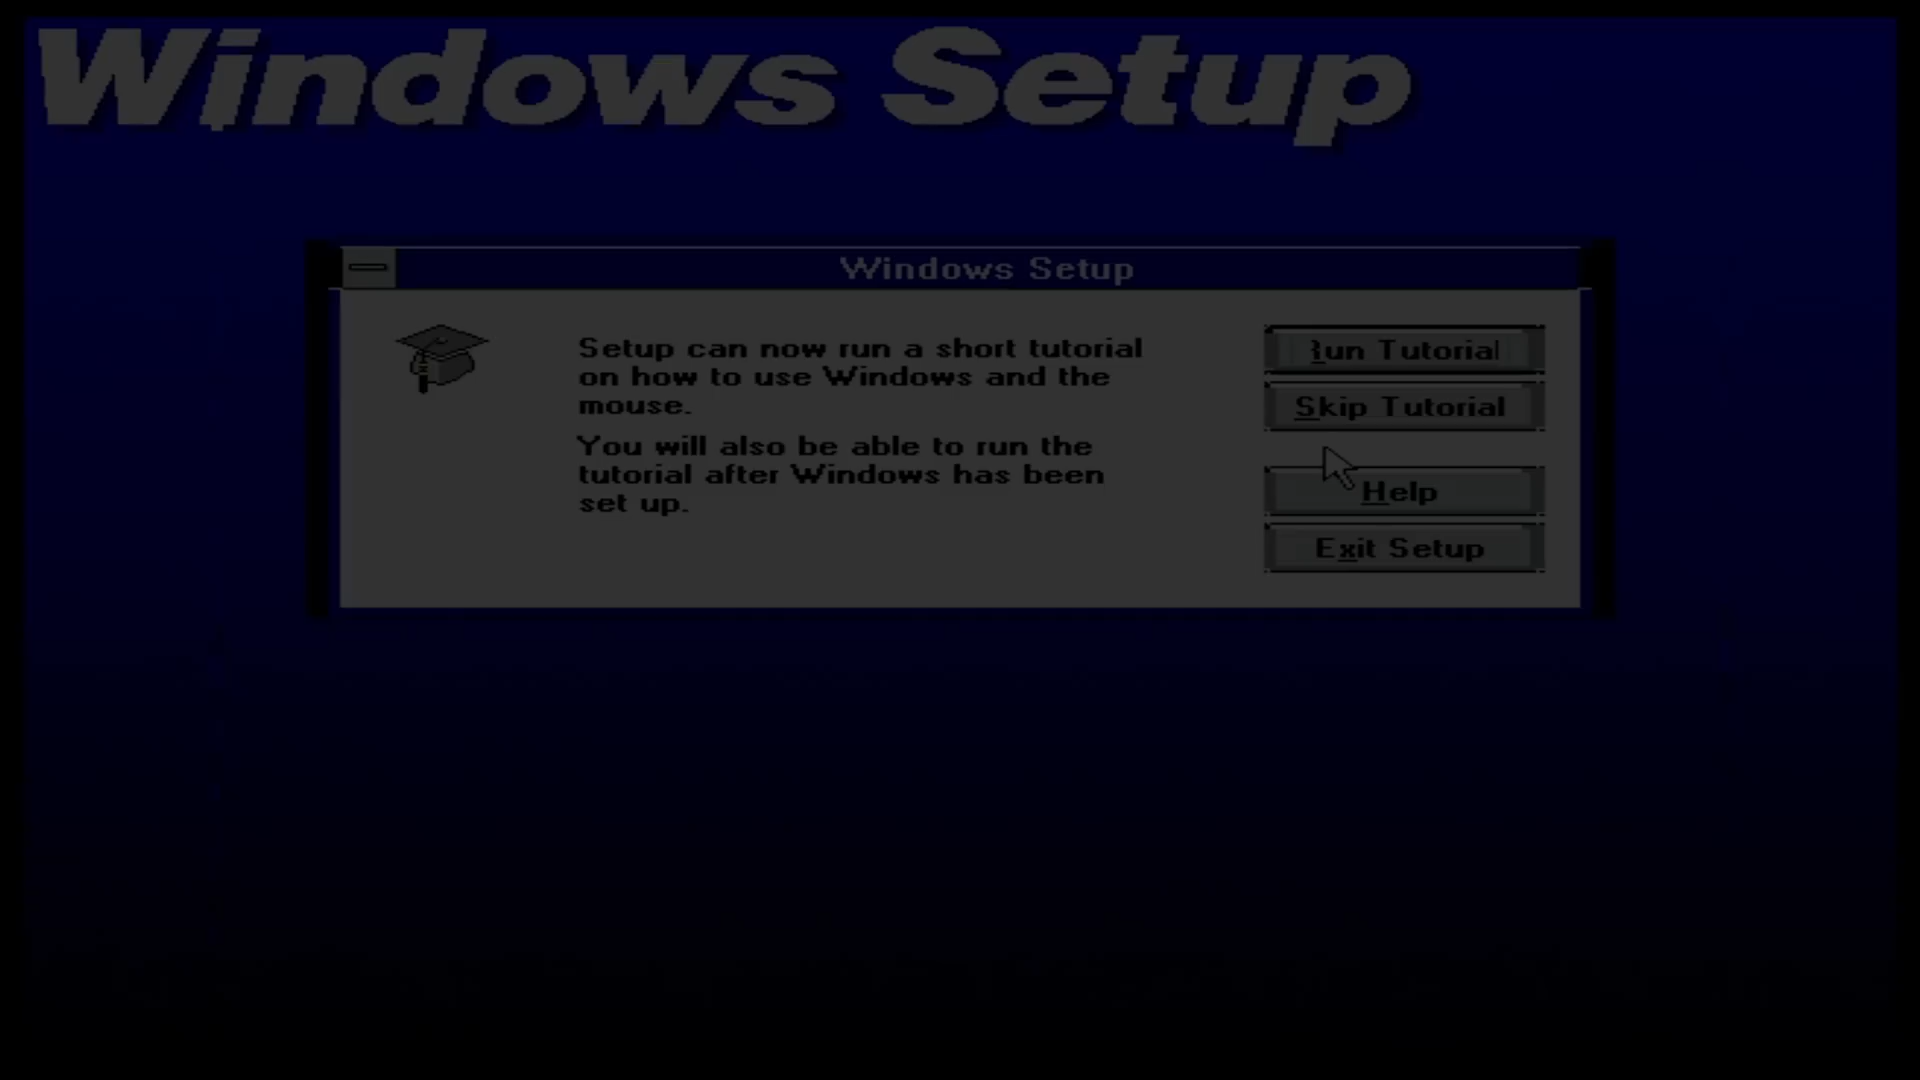 Windows Setup
Windows Setup
Setup can now run a short tutorial
on how to use Windows and the
mouse.
You will also be able to run the
tutorial after Windows has been
set up.
Run Tutorial
Skip Tutorial
Help
Exit Setup